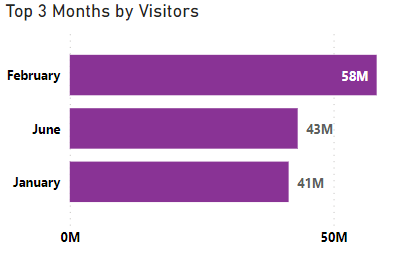 Top 3 Months by Visitors
February 58M
June 43M
January 41M
0M 50M